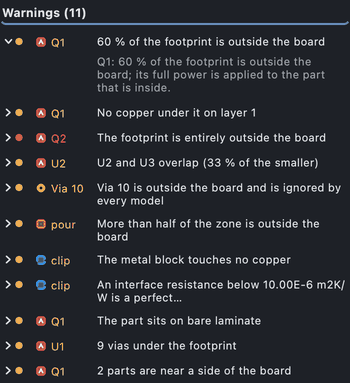 Warnings (11)
Q1 60 % of the footprint is outside the board
Q1: 60 % of the footprint is outside the
board; its full power is applied to the part
that is inside.
Q1 No copper under it on layer 1
Q2 The footprint is entirely outside the board
U2 U2 and U3 overlap (33 % of the smaller)
Via 10 Via 10 is outside the board and is ignored by
every model
pour More than half of the zone is outside the
board
clip The metal block touches no copper
clip An interface resistance below 10.00E-6 m2K/
W is a perfect...
Q1 The part sits on bare laminate
U1 9 vias under the footprint
Q1 2 parts are near a side of the board